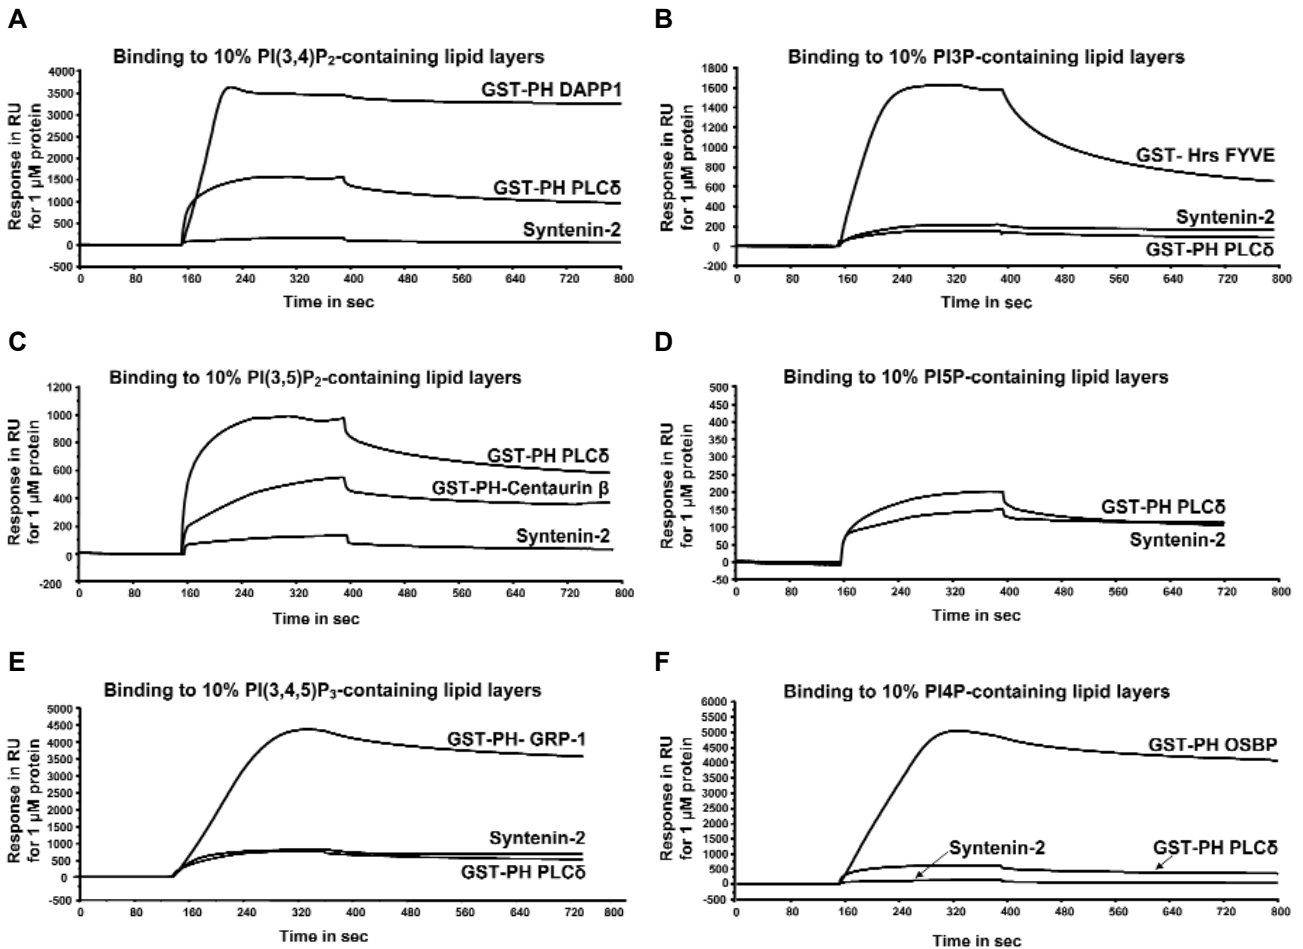 A
Binding to 10% PI(3,4)P₂-containing lipid layers
Response in RU
for 1 µM protein
4000
3500
3000
2500
2000
1500
1000
500
0
-500
GST-PH DAPP1
GST-PH PLCδ
Syntenin-2
0 80 160 240 320 400 480 560 640 720 800
Time in sec
B
Binding to 10% PI3P-containing lipid layers
Response in RU
for 1 µM protein
1800
1600
1400
1200
1000
800
600
400
200
0
-200
GST- Hrs FYVE
Syntenin-2
GST-PH PLCδ
0 80 160 240 320 400 480 560 640 720 800
Time in sec
C
Binding to 10% PI(3,5)P₂-containing lipid layers
Response in RU
for 1 µM protein
1200
1000
800
600
400
200
0
-200
GST-PH PLCδ
GST-PH-Centaurin β
Syntenin-2
0 80 160 240 320 400 480 560 640 720 800
Time in sec
D
Binding to 10% PI5P-containing lipid layers
Response in RU
for 1 µM protein
500
450
400
350
300
250
200
150
100
50
0
-50
GST-PH PLCδ
Syntenin-2
0 80 160 240 320 400 480 560 640 720 800
Time in sec
E
Binding to 10% PI(3,4,5)P₃-containing lipid layers
Response in RU
for 1 µM protein
5000
4500
4000
3500
3000
2500
2000
1500
1000
500
0
-500
GST-PH- GRP-1
Syntenin-2
GST-PH PLCδ
0 80 160 240 320 400 480 560 640 720 800
Time in sec
F
Binding to 10% PI4P-containing lipid layers
Response in RU
for 1 µM protein
6000
5500
5000
4500
4000
3500
3000
2500
2000
1500
1000
500
0
-500
GST-PH OSBP
Syntenin-2
GST-PH PLCδ
0 80 160 240 320 400 480 560 640 720 800
Time in sec